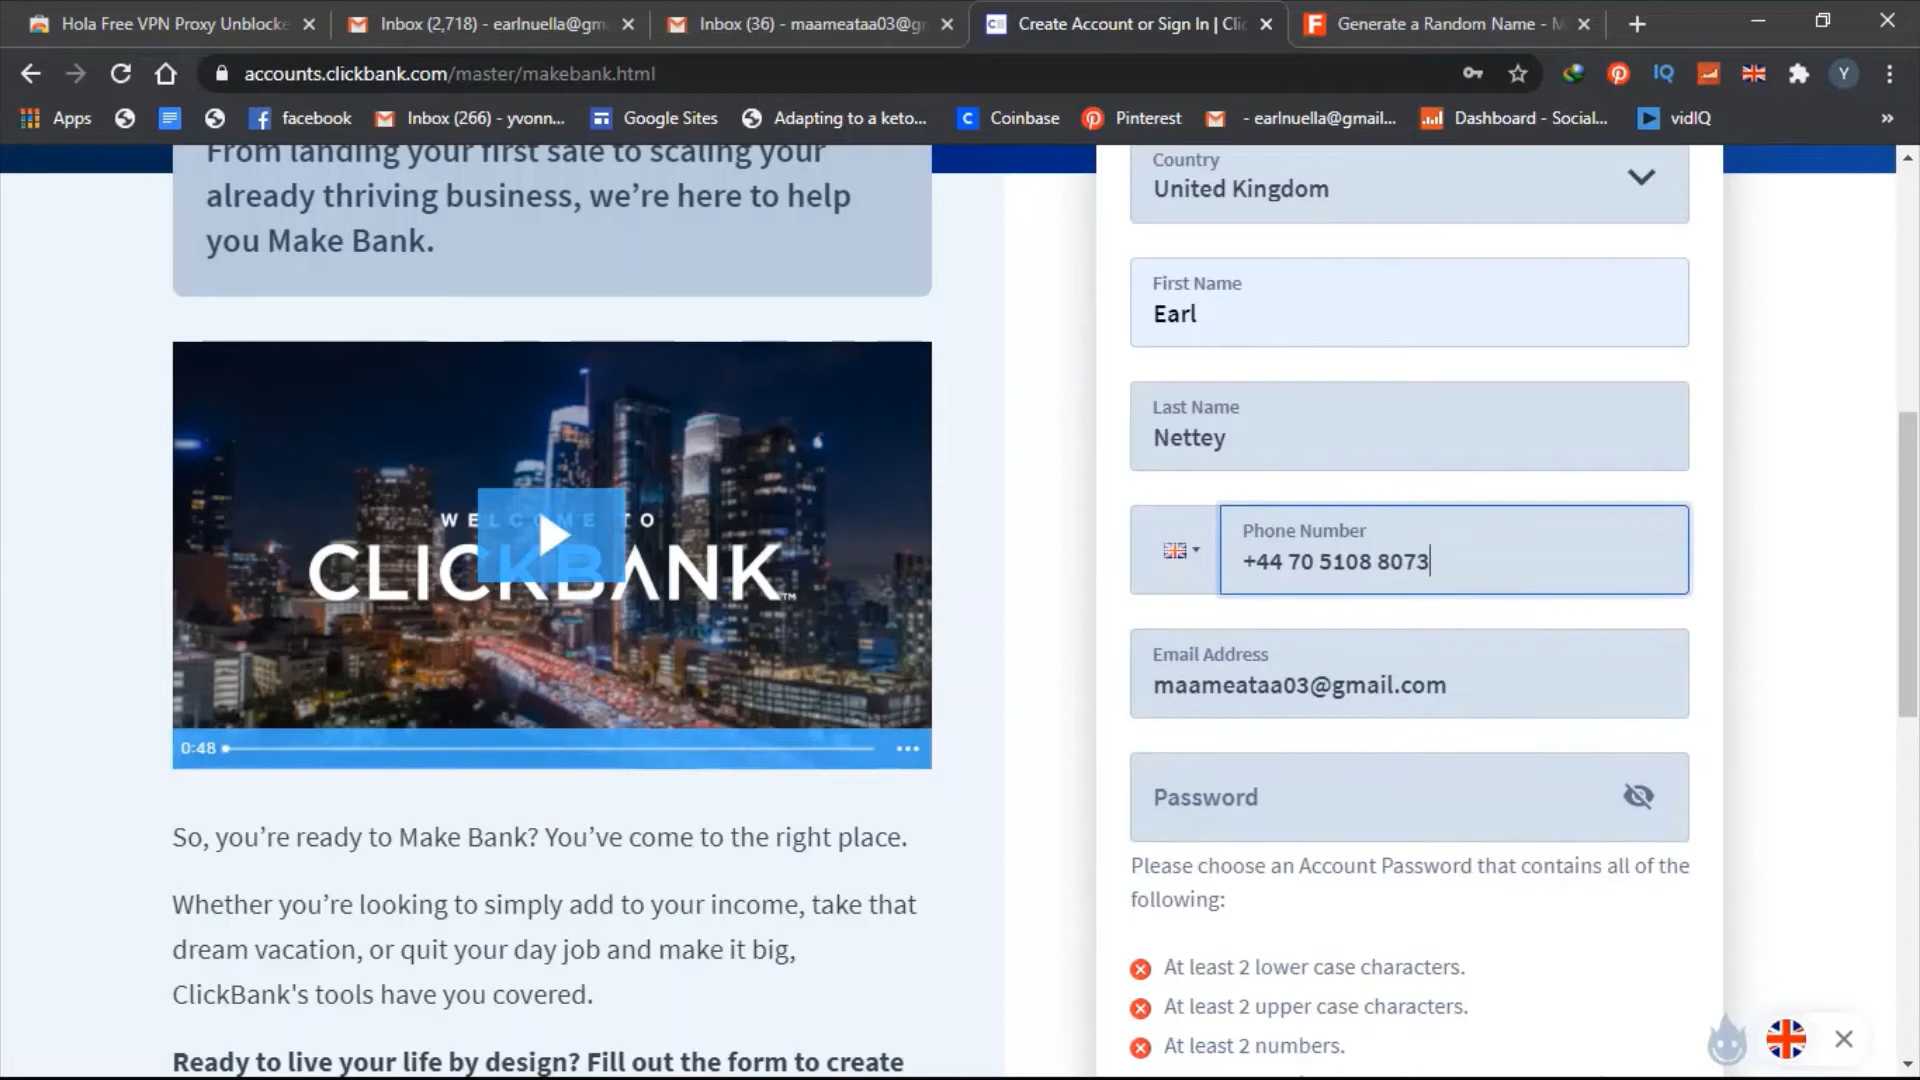 Hola Free VPN Proxy Unblocke
Inbox (2,718) - earlnuella@gm
Inbox (36) - maameataa03@g
Create Account or Sign In | Clic
Generate a Random Name - M
accounts.clickbank.com/master/makebank.html
IQ
Y
Apps
facebook
Inbox (266) - yvonn...
Google Sites
Adapting to a keto...
Coinbase
Pinterest
- earlnuella@gmail...
Dashboard - Social...
vidIQ
»
From landing your first sale to scaling your
already thriving business, we’re here to help
you Make Bank.
WELCOME TO
CLICKBANK™
0:48
So, you’re ready to Make Bank? You’ve come to the right place.
Whether you’re looking to simply add to your income, take that
dream vacation, or quit your day job and make it big,
ClickBank's tools have you covered.
Ready to live your life by design? Fill out the form to create
Country
United Kingdom
First Name
Earl
Last Name
Nettey
Phone Number
+44 70 5108 8073
Email Address
maameataa03@gmail.com
Password
Please choose an Account Password that contains all of the
following:
At least 2 lower case characters.
At least 2 upper case characters.
At least 2 numbers.